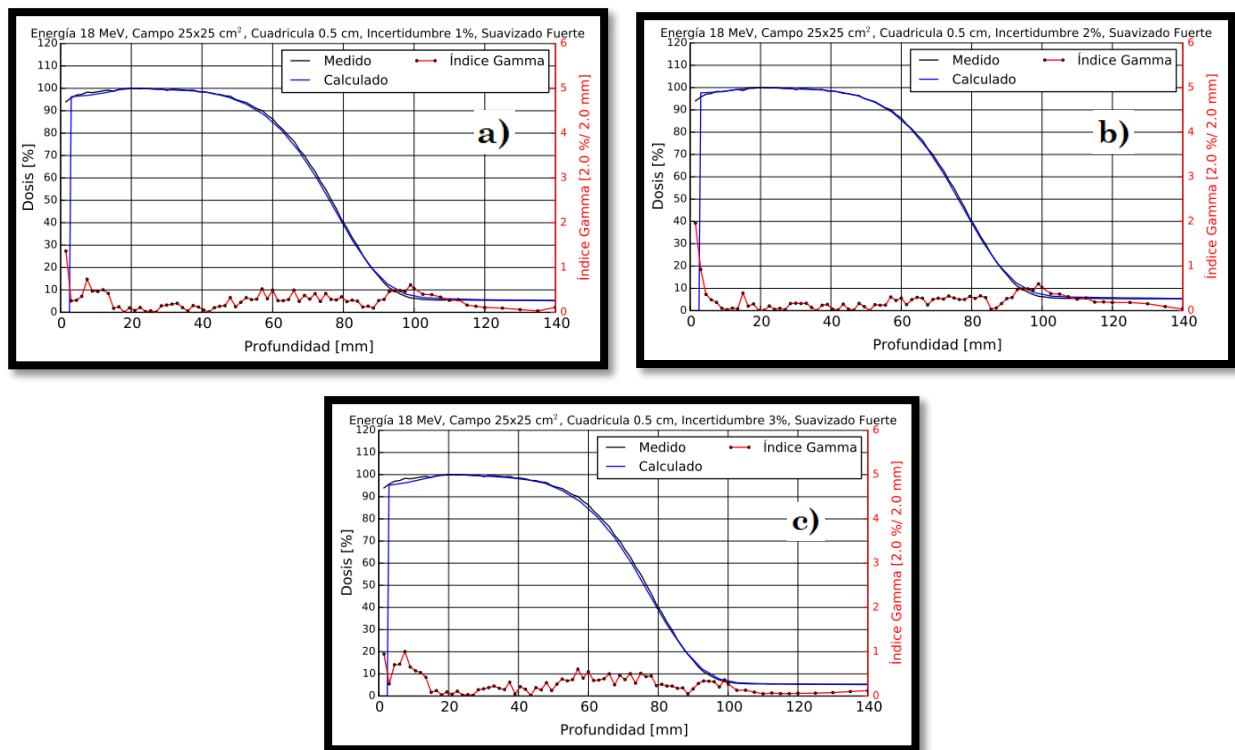 Energía 18 MeV, Campo 25x25 cm², Cuadricula 0.5 cm, Incertidumbre 1%, Suavizado Fuerte
Medido
Calculado
Índice Gamma
a)
Dosis [%]
120
110
100
90
80
70
60
50
40
30
20
10
0
0 20 40 60 80 100 120 140
Profundidad [mm]
6
5
4
3
2
1
0
Índice Gamma [2.0 %/ 2.0 mm]
Energía 18 MeV, Campo 25x25 cm², Cuadricula 0.5 cm, Incertidumbre 2%, Suavizado Fuerte
Medido
Calculado
Índice Gamma
b)
Dosis [%]
120
110
100
90
80
70
60
50
40
30
20
10
0
0 20 40 60 80 100 120 140
Profundidad [mm]
6
5
4
3
2
1
0
Índice Gamma [2.0 %/ 2.0 mm]
Energía 18 MeV, Campo 25x25 cm², Cuadricula 0.5 cm, Incertidumbre 3%, Suavizado Fuerte
Medido
Calculado
Índice Gamma
c)
Dosis [%]
120
110
100
90
80
70
60
50
40
30
20
10
0
0 20 40 60 80 100 120 140
Profundidad [mm]
6
5
4
3
2
1
0
Índice Gamma [2.0 %/ 2.0 mm]